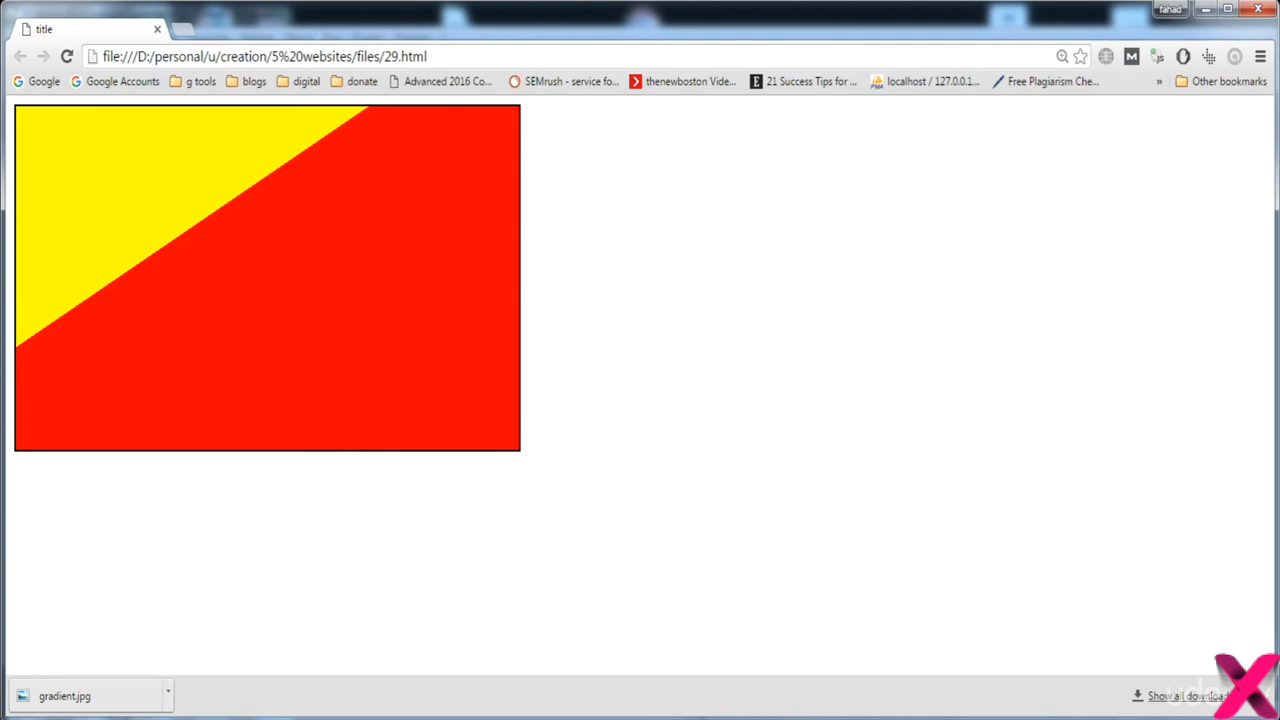 fahad
title
file:///D:/personal/u/creation/5%20websites/files/29.html
M
Google Google Accounts g tools blogs digital donate Advanced 2016 Co... SEMrush - service fo... thenewboston Vide... 21 Success Tips for ... localhost / 127.0.0.1... Free Plagiarism Che... » Other bookmarks
gradient.jpg
Show all downloads